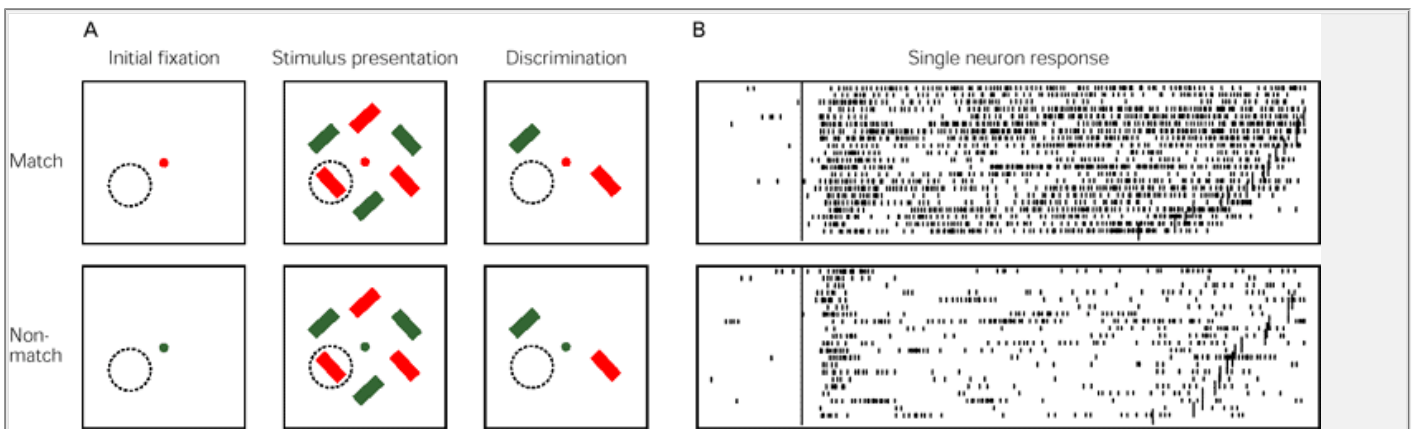 A
B
Initial fixation
Stimulus presentation
Discrimination
Single neuron response
Match
Non-
match